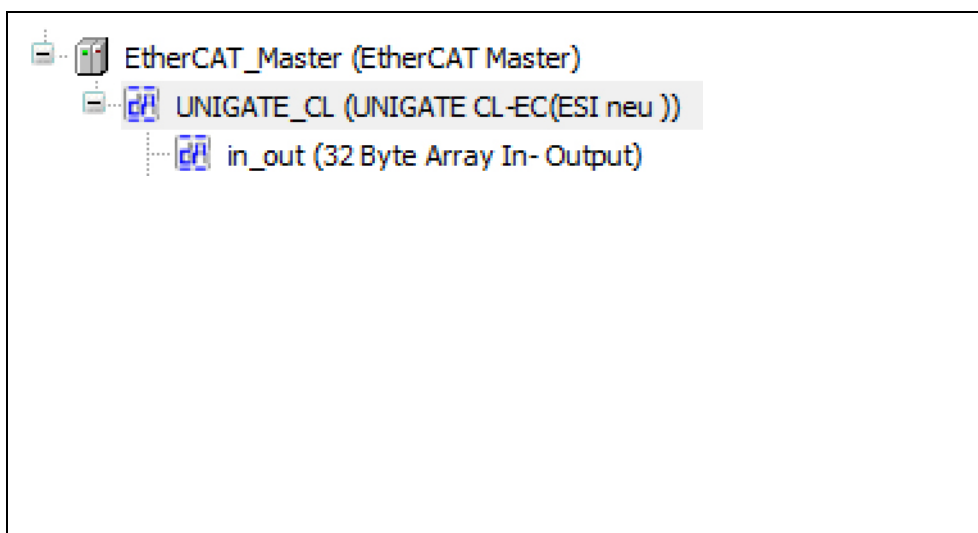 EtherCAT_Master (EtherCAT Master)
UNIGATE_CL (UNIGATE CL-EC(ESI neu ))
in_out (32 Byte Array In- Output)